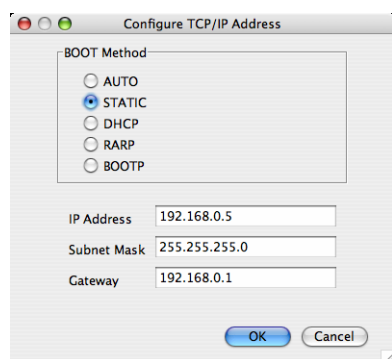 Configure TCP/IP Address
BOOT Method
AUTO
STATIC
DHCP
RARP
BOOTP
IP Address 192.168.0.5
Subnet Mask 255.255.255.0
Gateway 192.168.0.1
OK Cancel